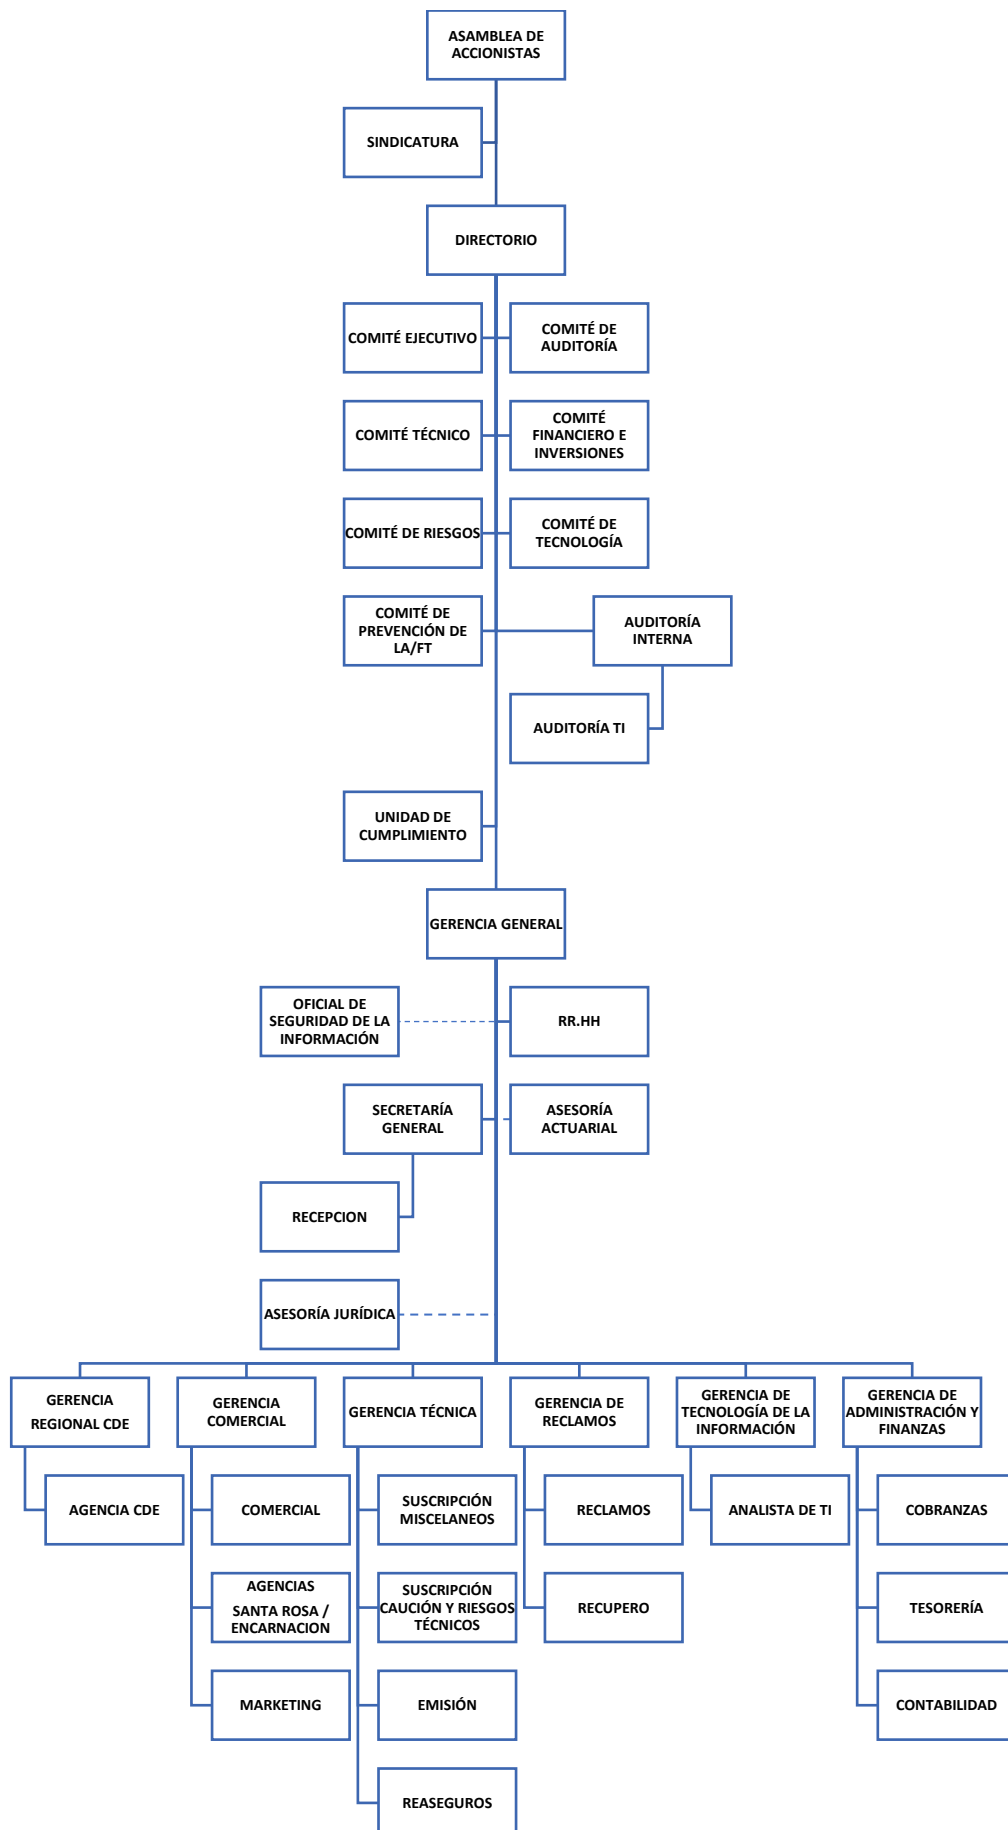 ASAMBLEA DE
ACCIONISTAS
SINDICATURA
DIRECTORIO
COMITÉ EJECUTIVO
COMITÉ DE
AUDITORÍA
COMITÉ TÉCNICO
COMITÉ
FINANCIERO E
INVERSIONES
COMITÉ DE RIESGOS
COMITÉ DE
TECNOLOGÍA
COMITÉ DE
PREVENCIÓN DE
LA/FT
AUDITORÍA
INTERNA
AUDITORÍA TI
UNIDAD DE
CUMPLIMIENTO
GERENCIA GENERAL
OFICIAL DE
SEGURIDAD DE LA
INFORMACIÓN
RR.HH
SECRETARÍA
GENERAL
ASESORÍA
ACTUARIAL
RECEPCION
ASESORÍA JURÍDICA
GERENCIA
REGIONAL CDE
GERENCIA
COMERCIAL
GERENCIA TÉCNICA
GERENCIA DE
RECLAMOS
GERENCIA DE
TECNOLOGÍA DE LA
INFORMACIÓN
GERENCIA DE
ADMINISTRACIÓN Y
FINANZAS
AGENCIA CDE
COMERCIAL
SUSCRIPCIÓN
MISCELANEOS
RECLAMOS
ANALISTA DE TI
COBRANZAS
AGENCIAS
SANTA ROSA /
ENCARNACION
SUSCRIPCIÓN
CAUCIÓN Y RIESGOS
TÉCNICOS
RECUPERO
TESORERÍA
MARKETING
EMISIÓN
CONTABILIDAD
REASEGUROS